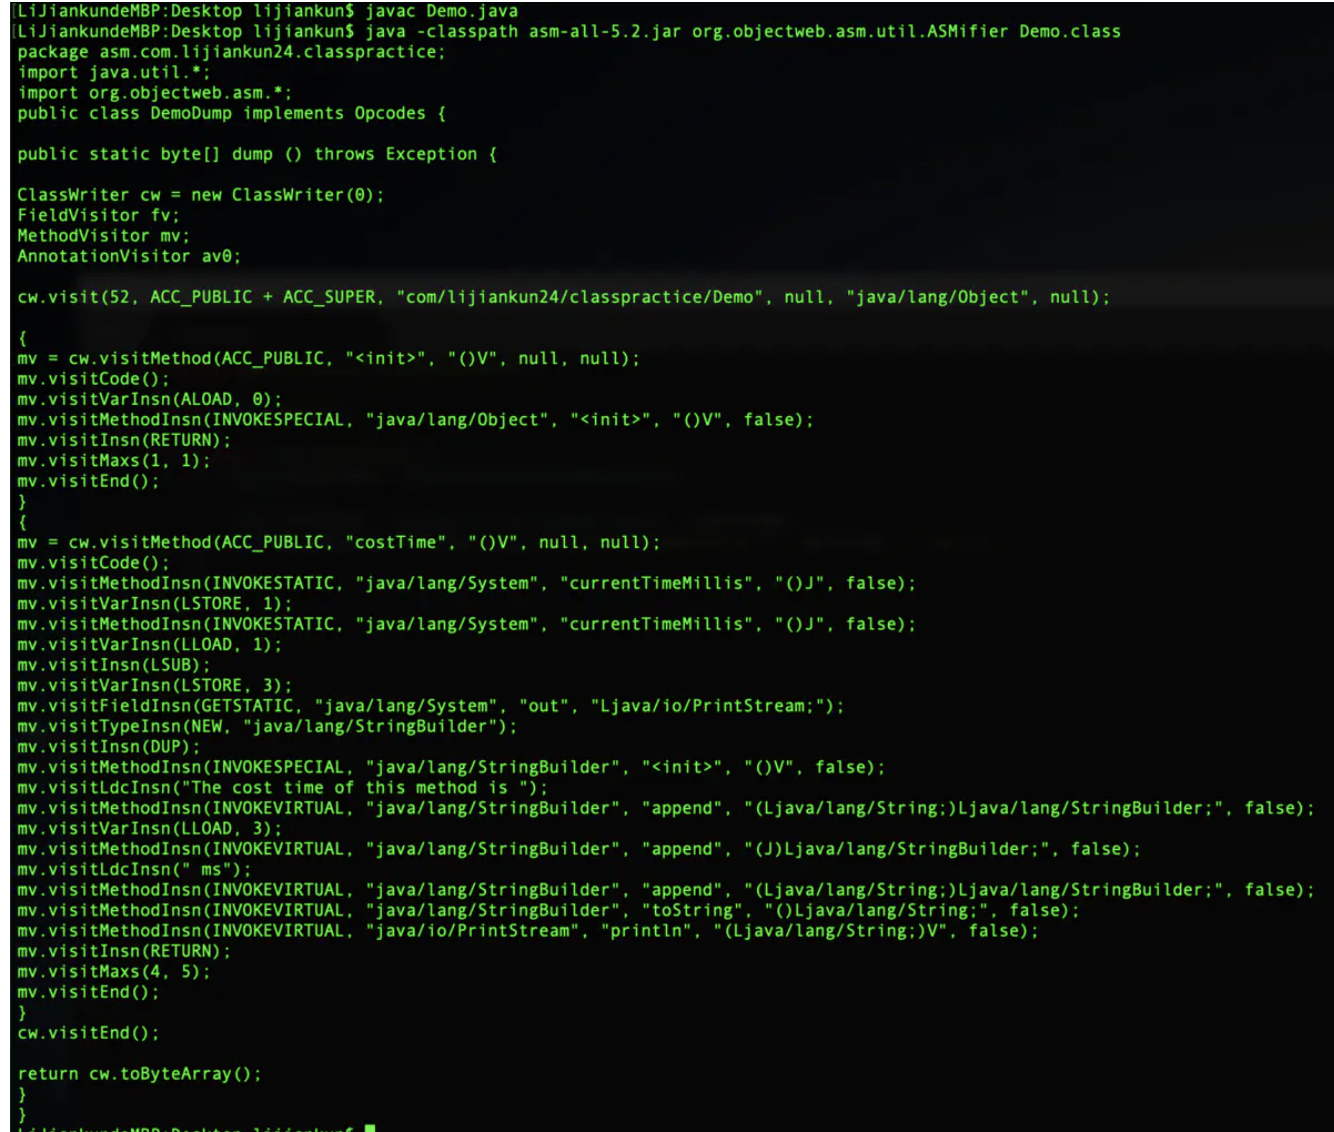 [LiJiankundeMBP:Desktop lijiankun$ javac Demo.java
[LiJiankundeMBP:Desktop lijiankun$ java -classpath asm-all-5.2.jar org.objectweb.asm.util.ASMifier Demo.class
package asm.com.lijiankun24.classpractice;
import java.util.*;
import org.objectweb.asm.*;
public class DemoDump implements Opcodes {
public static byte[] dump () throws Exception {
ClassWriter cw = new ClassWriter(0);
FieldVisitor fv;
MethodVisitor mv;
AnnotationVisitor av0;
cw.visit(52, ACC_PUBLIC + ACC_SUPER, "com/lijiankun24/classpractice/Demo", null, "java/lang/Object", null);
{
mv = cw.visitMethod(ACC_PUBLIC, "<init>", "()V", null, null);
mv.visitCode();
mv.visitVarInsn(ALOAD, 0);
mv.visitMethodInsn(INVOKESPECIAL, "java/lang/Object", "<init>", "()V", false);
mv.visitInsn(RETURN);
mv.visitMaxs(1, 1);
mv.visitEnd();
}
{
mv = cw.visitMethod(ACC_PUBLIC, "costTime", "()V", null, null);
mv.visitCode();
mv.visitMethodInsn(INVOKESTATIC, "java/lang/System", "currentTimeMillis", "()J", false);
mv.visitVarInsn(LSTORE, 1);
mv.visitMethodInsn(INVOKESTATIC, "java/lang/System", "currentTimeMillis", "()J", false);
mv.visitVarInsn(LLOAD, 1);
mv.visitInsn(LSUB);
mv.visitVarInsn(LSTORE, 3);
mv.visitFieldInsn(GETSTATIC, "java/lang/System", "out", "Ljava/io/PrintStream;");
mv.visitTypeInsn(NEW, "java/lang/StringBuilder");
mv.visitInsn(DUP);
mv.visitMethodInsn(INVOKESPECIAL, "java/lang/StringBuilder", "<init>", "()V", false);
mv.visitLdcInsn("The cost time of this method is ");
mv.visitMethodInsn(INVOKEVIRTUAL, "java/lang/StringBuilder", "append", "(Ljava/lang/String;)Ljava/lang/StringBuilder;", false);
mv.visitVarInsn(LLOAD, 3);
mv.visitMethodInsn(INVOKEVIRTUAL, "java/lang/StringBuilder", "append", "(J)Ljava/lang/StringBuilder;", false);
mv.visitLdcInsn(" ms");
mv.visitMethodInsn(INVOKEVIRTUAL, "java/lang/StringBuilder", "append", "(Ljava/lang/String;)Ljava/lang/StringBuilder;", false);
mv.visitMethodInsn(INVOKEVIRTUAL, "java/lang/StringBuilder", "toString", "()Ljava/lang/String;", false);
mv.visitMethodInsn(INVOKEVIRTUAL, "java/io/PrintStream", "println", "(Ljava/lang/String;)V", false);
mv.visitInsn(RETURN);
mv.visitMaxs(4, 5);
mv.visitEnd();
}
cw.visitEnd();
return cw.toByteArray();
}
}
LiJiankundeMBP:Desktop lijiankun$